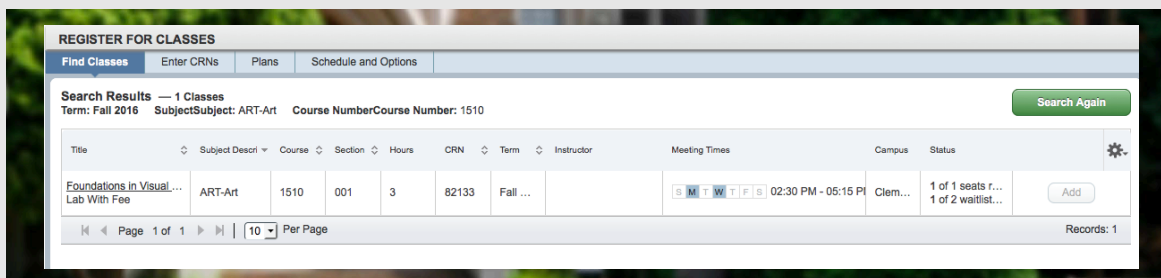 REGISTER FOR CLASSES
Find Classes Enter CRNs Plans Schedule and Options
Search Results — 1 Classes
Term: Fall 2016 SubjectSubject: ART-Art Course NumberCourse Number: 1510
Search Again
Title Subject Descri Course Section Hours CRN Term Instructor Meeting Times Campus Status
Foundations in Visual ... ART-Art 1510 001 3 82133 Fall ... S M T W T F S 02:30 PM - 05:15 PI Clem... 1 of 1 seats r... Add
Lab With Fee 1 of 2 waitlist...
Page 1 of 1 10 Per Page Records: 1